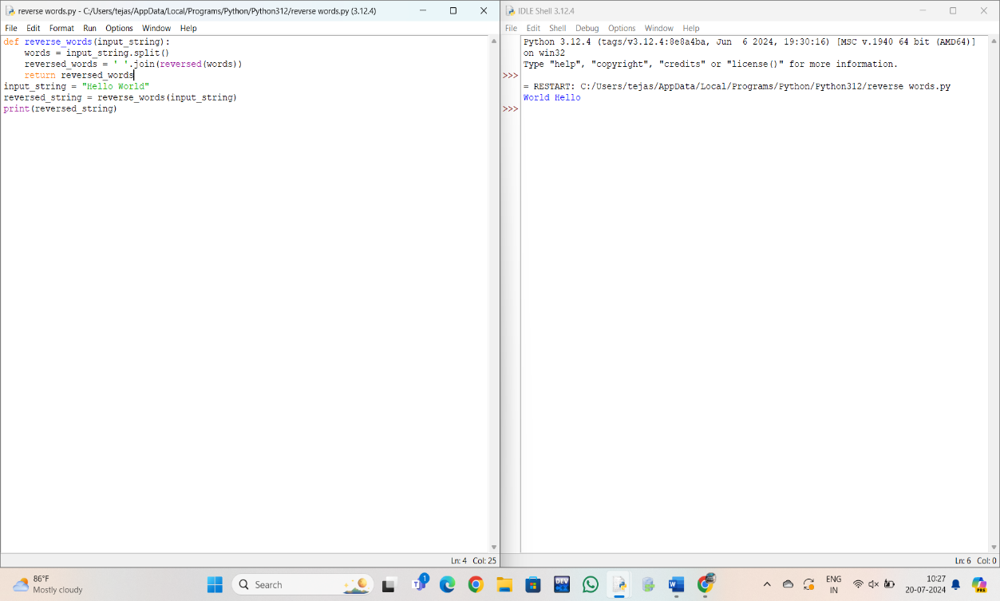 reverse words.py - C:/Users/tejas/AppData/Local/Programs/Python/Python312/reverse words.py (3.12.4)
File Edit Format Run Options Window Help
def reverse_words(input_string):
    words = input_string.split()
    reversed_words = ' '.join(reversed(words))
    return reversed_words
input_string = "Hello World"
reversed_string = reverse_words(input_string)
print(reversed_string)
Ln: 4 Col: 25
IDLE Shell 3.12.4
File Edit Shell Debug Options Window Help
Python 3.12.4 (tags/v3.12.4:8e8a4ba, Jun  6 2024, 19:30:16) [MSC v.1940 64 bit (AMD64)]
on win32
Type "help", "copyright", "credits" or "license()" for more information.
>>>
= RESTART: C:/Users/tejas/AppData/Local/Programs/Python/Python312/reverse words.py
World Hello
>>>
Ln: 6 Col: 0
86°F
Mostly cloudy
Search
1
DEV
ENG
IN
10:27
20-07-2024
PRE